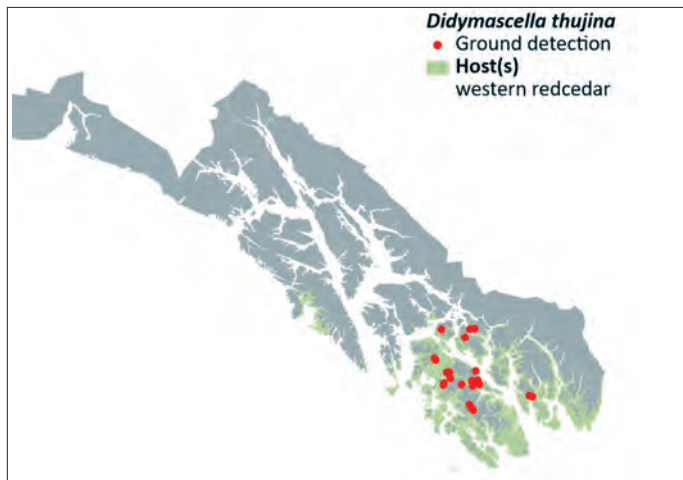 Didymascella thujina
Ground detection
Host(s)
western redcedar